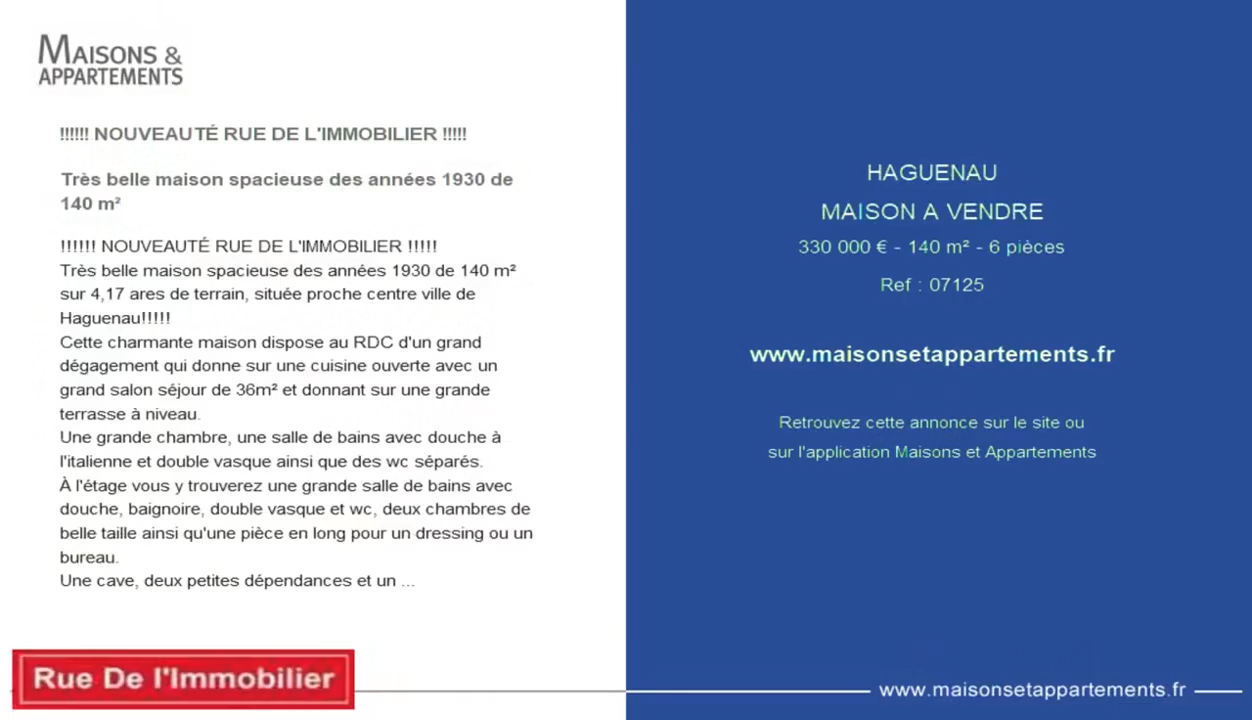 MAISONS &
APPARTEMENTS
!!!!!! NOUVEAUTÉ RUE DE L'IMMOBILIER !!!!!
Très belle maison spacieuse des années 1930 de
140 m²
!!!!!! NOUVEAUTÉ RUE DE L'IMMOBILIER !!!!!
Très belle maison spacieuse des années 1930 de 140 m²
sur 4,17 ares de terrain, située proche centre ville de
Haguenau!!!!!
Cette charmante maison dispose au RDC d'un grand
dégagement qui donne sur une cuisine ouverte avec un
grand salon séjour de 36m² et donnant sur une grande
terrasse à niveau.
Une grande chambre, une salle de bains avec douche à
l'italienne et double vasque ainsi que des wc séparés.
À l'étage vous y trouverez une grande salle de bains avec
douche, baignoire, double vasque et wc, deux chambres de
belle taille ainsi qu'une pièce en long pour un dressing ou un
bureau.
Une cave, deux petites dépendances et un ...
Rue De l'Immobilier
HAGUENAU
MAISON A VENDRE
330 000 € - 140 m² - 6 pièces
Ref : 07125
www.maisonsetappartements.fr
Retrouvez cette annonce sur le site ou
sur l'application Maisons et Appartements
www.maisonsetappartements.fr